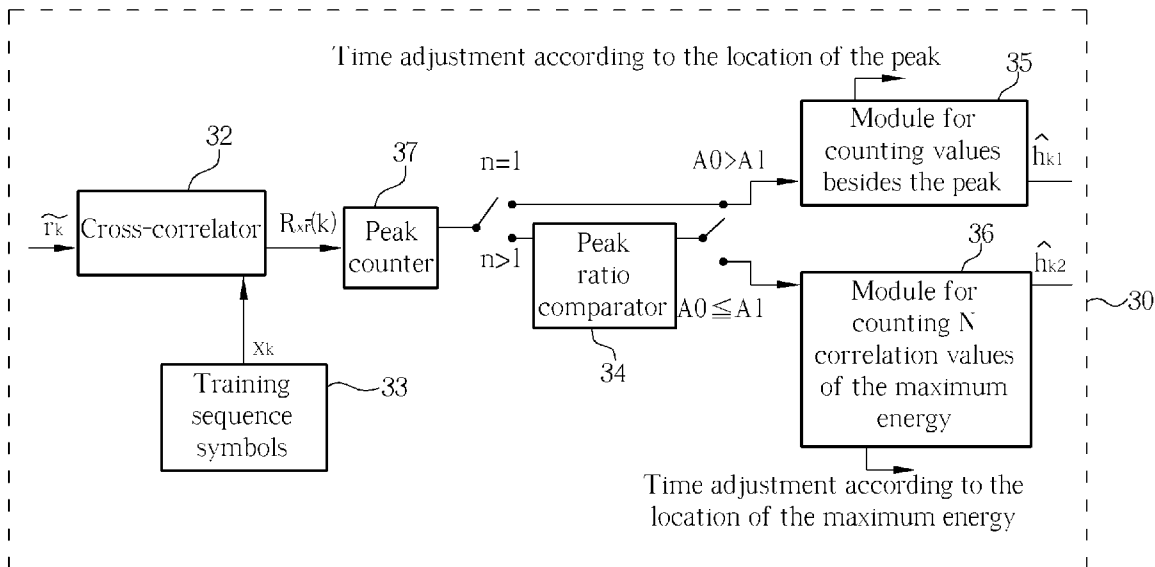 Time adjustment according to the location of the peak
35
Module for
counting values
besides the peak
ĥk1
32
Cross-correlator
r̃k
Rxr̃(k)
37
Peak
counter
n=1
n>1
A0>A1
Peak
ratio
comparator
34
A0≦A1
36
Module for
counting N
correlation values
of the maximum
energy
ĥk2
30
Xk
Training
sequence
symbols
33
Time adjustment according to the
location of the maximum energy